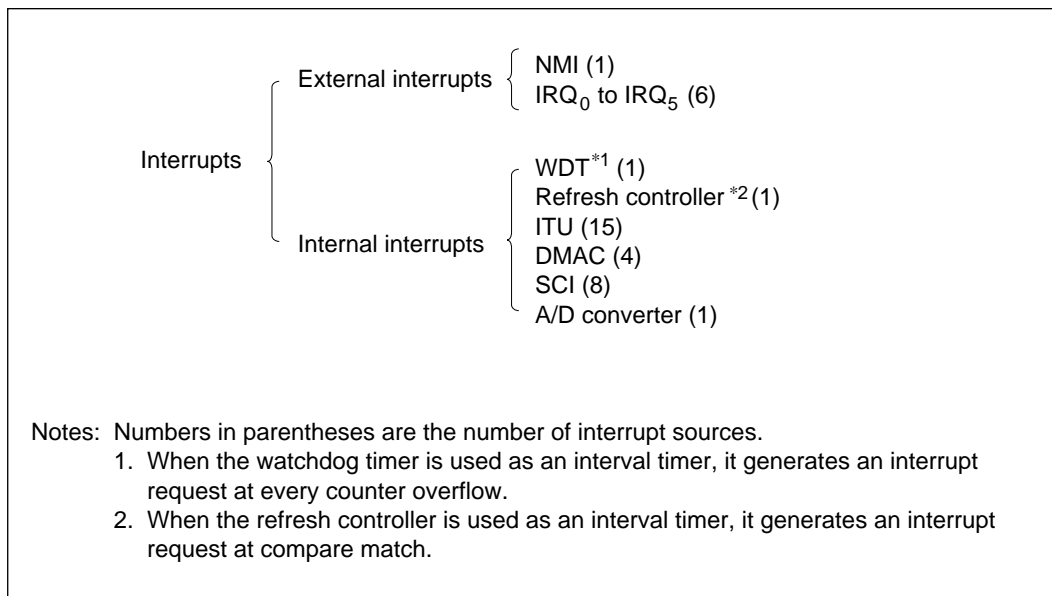 External interrupts
NMI (1)
IRQ0 to IRQ5 (6)
Interrupts
Internal interrupts
WDT*1 (1)
Refresh controller *2 (1)
ITU (15)
DMAC (4)
SCI (8)
A/D converter (1)
Notes: Numbers in parentheses are the number of interrupt sources.
1. When the watchdog timer is used as an interval timer, it generates an interrupt
request at every counter overflow.
2. When the refresh controller is used as an interval timer, it generates an interrupt
request at compare match.